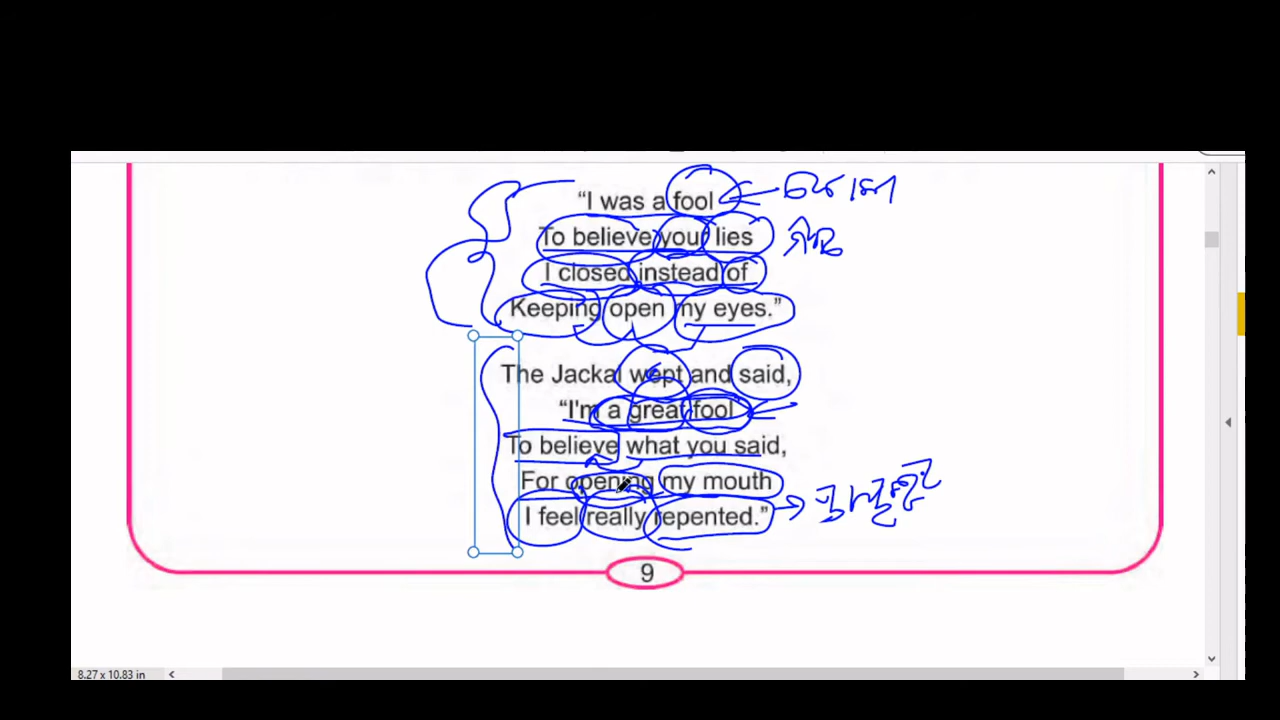 “I was a fool
To believe your lies
I closed instead of
Keeping open my eyes.”
The Jackal wept and said,
“I'm a great fool
To believe what you said,
For opening my mouth
I feel really repented.”
9
8.27 x 10.83 in